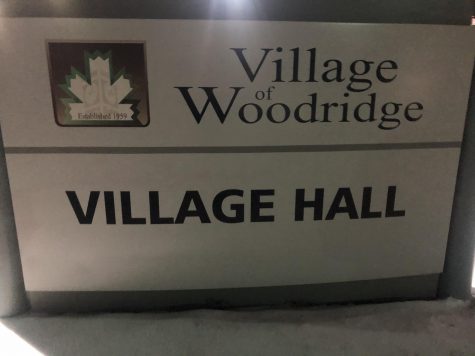 Village
of
Woodridge
Established 1959
VILLAGE HALL